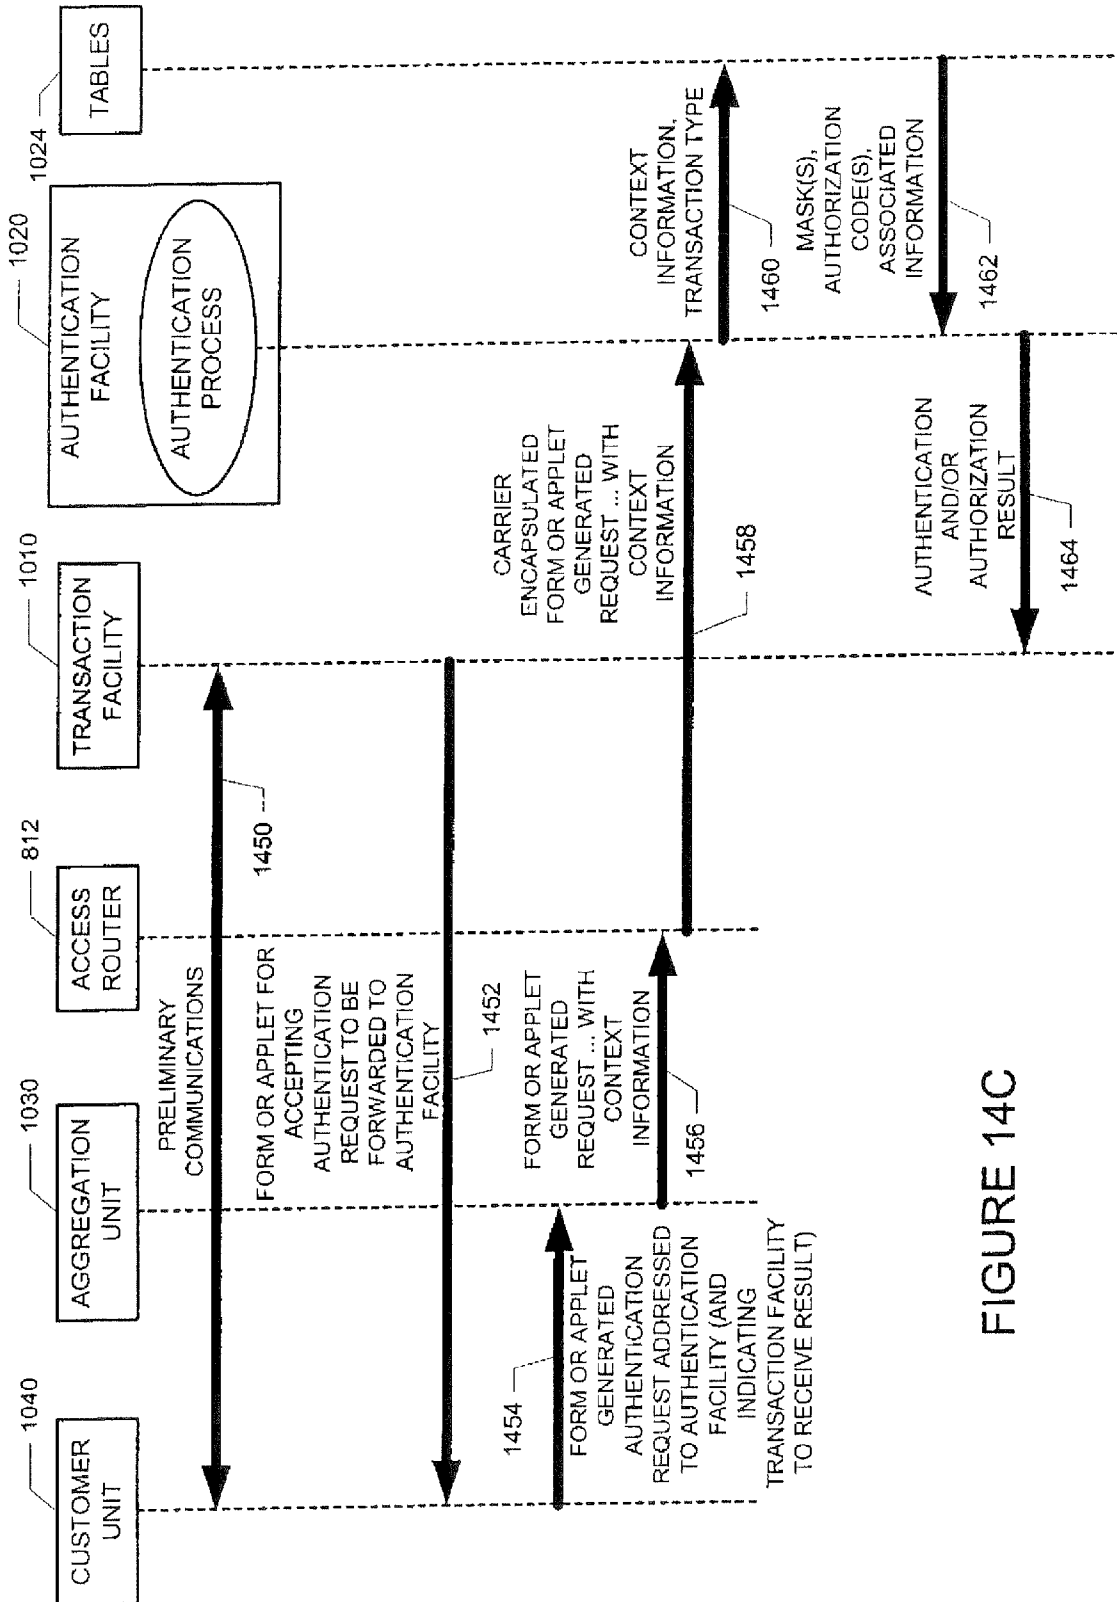 1040
CUSTOMER
UNIT
1030
AGGREGATION
UNIT
812
ACCESS
ROUTER
1010
TRANSACTION
FACILITY
1020
AUTHENTICATION
FACILITY
AUTHENTICATION
PROCESS
1024
TABLES
PRELIMINARY
COMMUNICATIONS
1450
FORM OR APPLET FOR
ACCEPTING
AUTHENTICATION
REQUEST TO BE
FORWARDED TO
AUTHENTICATION
FACILITY
1452
1454
FORM OR APPLET
GENERATED
AUTHENTICATION
REQUEST ADDRESSED
TO AUTHENTICATION
FACILITY (AND
INDICATING
TRANSACTION FACILITY
TO RECEIVE RESULT)
FORM OR APPLET
GENERATED
REQUEST ... WITH
CONTEXT
INFORMATION
1456
CARRIER
ENCAPSULATED
FORM OR APPLET
GENERATED
REQUEST ... WITH
CONTEXT
INFORMATION
1458
CONTEXT
INFORMATION,
TRANSACTION TYPE
1460
MASK(S),
AUTHORIZATION
CODE(S),
ASSOCIATED
INFORMATION
1462
AUTHENTICATION
AND/OR
AUTHORIZATION
RESULT
1464
FIGURE 14C